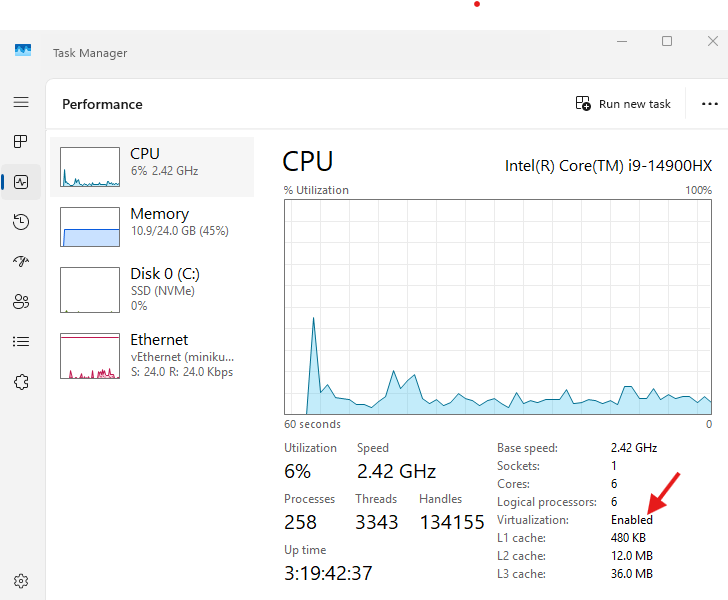 Task Manager
Performance
Run new task
CPU
6% 2.42 GHz
Memory
10.9/24.0 GB (45%)
Disk 0 (C:)
SSD (NVMe)
0%
Ethernet
vEthernet (miniku...
S: 24.0 R: 24.0 Kbps
CPU
Intel(R) Core(TM) i9-14900HX
% Utilization 100%
60 seconds 0
Utilization Speed
6% 2.42 GHz
Processes Threads Handles
258 3343 134155
Up time
3:19:42:37
Base speed: 2.42 GHz
Sockets: 1
Cores: 6
Logical processors: 6
Virtualization: Enabled
L1 cache: 480 KB
L2 cache: 12.0 MB
L3 cache: 36.0 MB